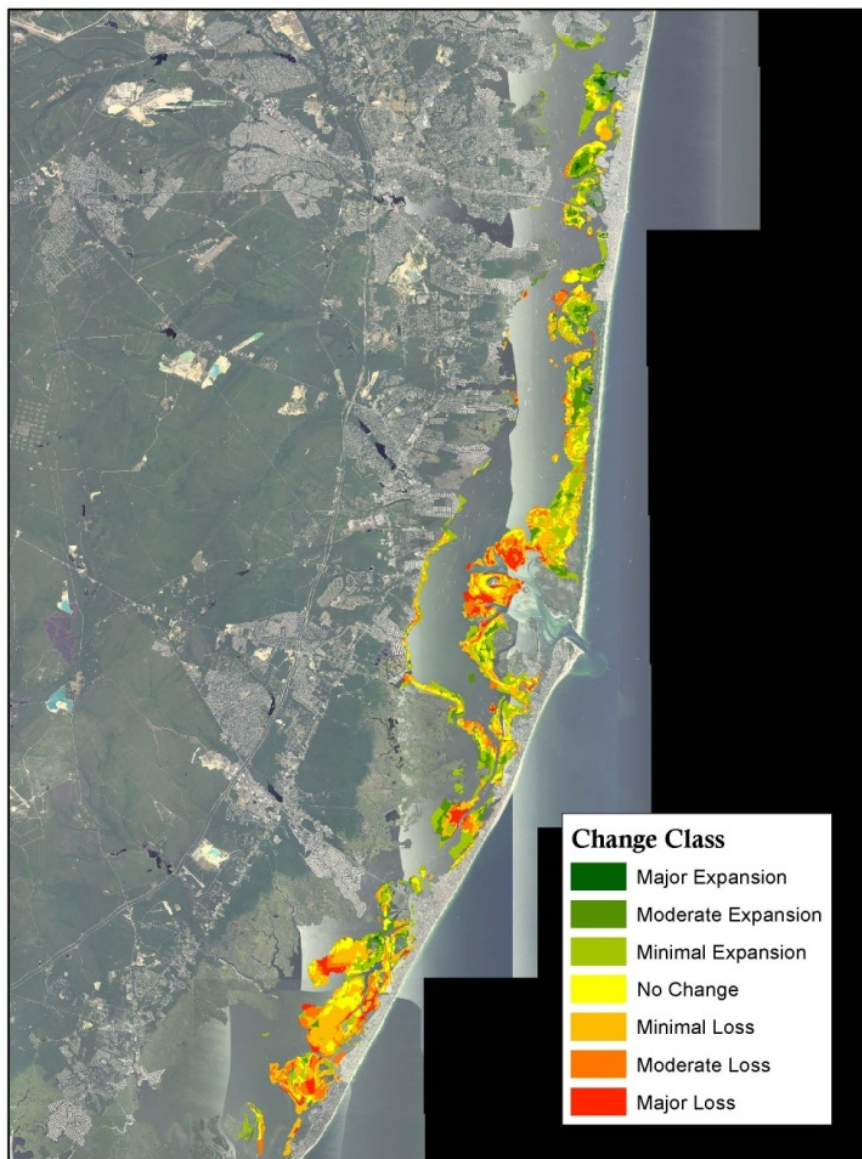 Change Class
Major Expansion
Moderate Expansion
Minimal Expansion
No Change
Minimal Loss
Moderate Loss
Major Loss